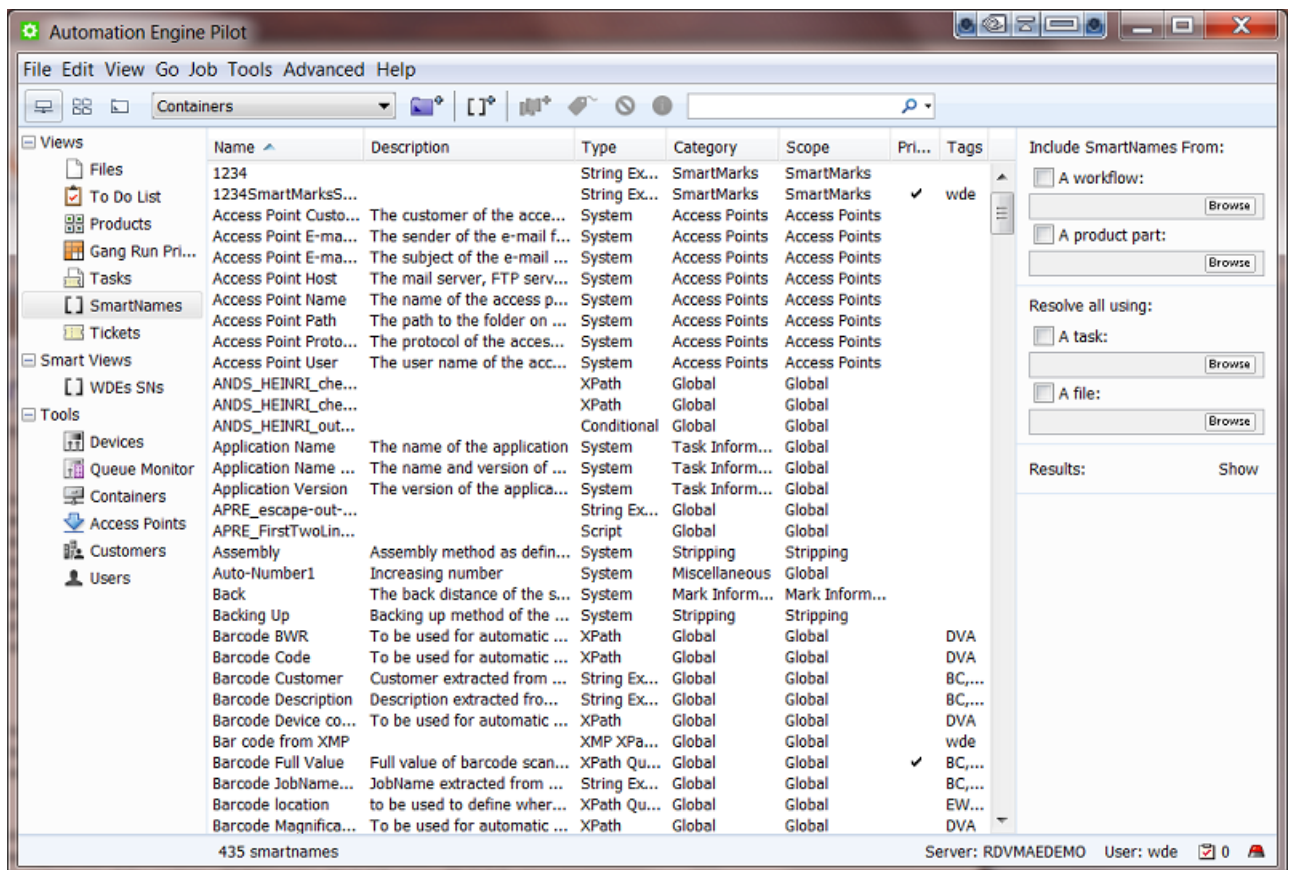 Automation Engine Pilot
File Edit View Go Job Tools Advanced Help
Containers
Views
Files
To Do List
Products
Gang Run Pri...
Tasks
[ ] SmartNames
Tickets
Smart Views
[ ] WDEs SNs
Tools
Devices
Queue Monitor
Containers
Access Points
Customers
Users
Name Description Type Category Scope Pri... Tags
1234 String Ex... SmartMarks SmartMarks
1234SmartMarksS... String Ex... SmartMarks SmartMarks ✔ wde
Access Point Custo... The customer of the acce... System Access Points Access Points
Access Point E-ma... The sender of the e-mail f... System Access Points Access Points
Access Point E-ma... The subject of the e-mail ... System Access Points Access Points
Access Point Host The mail server, FTP serv... System Access Points Access Points
Access Point Name The name of the access p... System Access Points Access Points
Access Point Path The path to the folder on ... System Access Points Access Points
Access Point Proto... The protocol of the acces... System Access Points Access Points
Access Point User The user name of the acc... System Access Points Access Points
ANDS_HEINRI_che... XPath Global Global
ANDS_HEINRI_che... XPath Global Global
ANDS_HEINRI_out... Conditional Global Global
Application Name The name of the application System Task Inform... Global
Application Name ... The name and version of ... System Task Inform... Global
Application Version The version of the applica... System Task Inform... Global
APRE_escape-out-... String Ex... Global Global
APRE_FirstTwoLin... Script Global Global
Assembly Assembly method as defin... System Stripping Stripping
Auto-Number1 Increasing number System Miscellaneous Global
Back The back distance of the s... System Mark Inform... Mark Inform...
Backing Up Backing up method of the ... System Stripping Stripping
Barcode BWR To be used for automatic ... XPath Global Global DVA
Barcode Code To be used for automatic ... XPath Global Global DVA
Barcode Customer Customer extracted from ... String Ex... Global Global BC,...
Barcode Description Description extracted fro... String Ex... Global Global BC,...
Barcode Device co... To be used for automatic ... XPath Global Global DVA
Bar code from XMP XMP XPa... Global Global wde
Barcode Full Value Full value of barcode scan... XPath Qu... Global Global ✔ BC,...
Barcode JobName... JobName extracted from ... String Ex... Global Global BC,...
Barcode location to be used to define wher... XPath Qu... Global Global EW...
Barcode Magnifica... To be used for automatic ... XPath Global Global DVA
Include SmartNames From:
A workflow:
Browse
A product part:
Browse
Resolve all using:
A task:
Browse
A file:
Browse
Results: Show
435 smartnames Server: RDVMAEDEMO User: wde 0